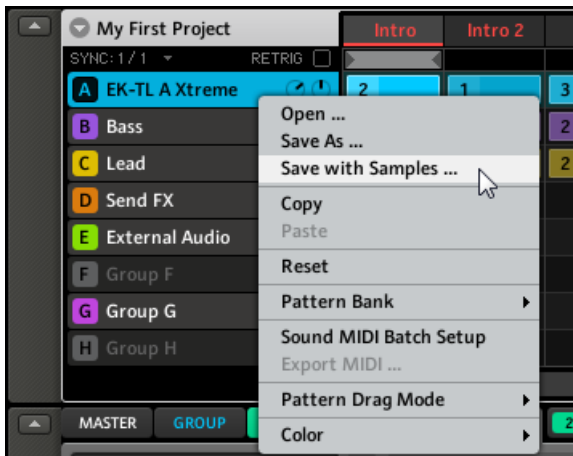 My First Project
Intro
Intro 2
SYNC: 1 / 1
RETRIG
A EK-TL A Xtreme
2
1
3
B Bass
2
C Lead
2
D Send FX
E External Audio
F Group F
G Group G
H Group H
Open ...
Save As ...
Save with Samples ...
Copy
Paste
Reset
Pattern Bank
Sound MIDI Batch Setup
Export MIDI ...
Pattern Drag Mode
Color
MASTER
GROUP
2